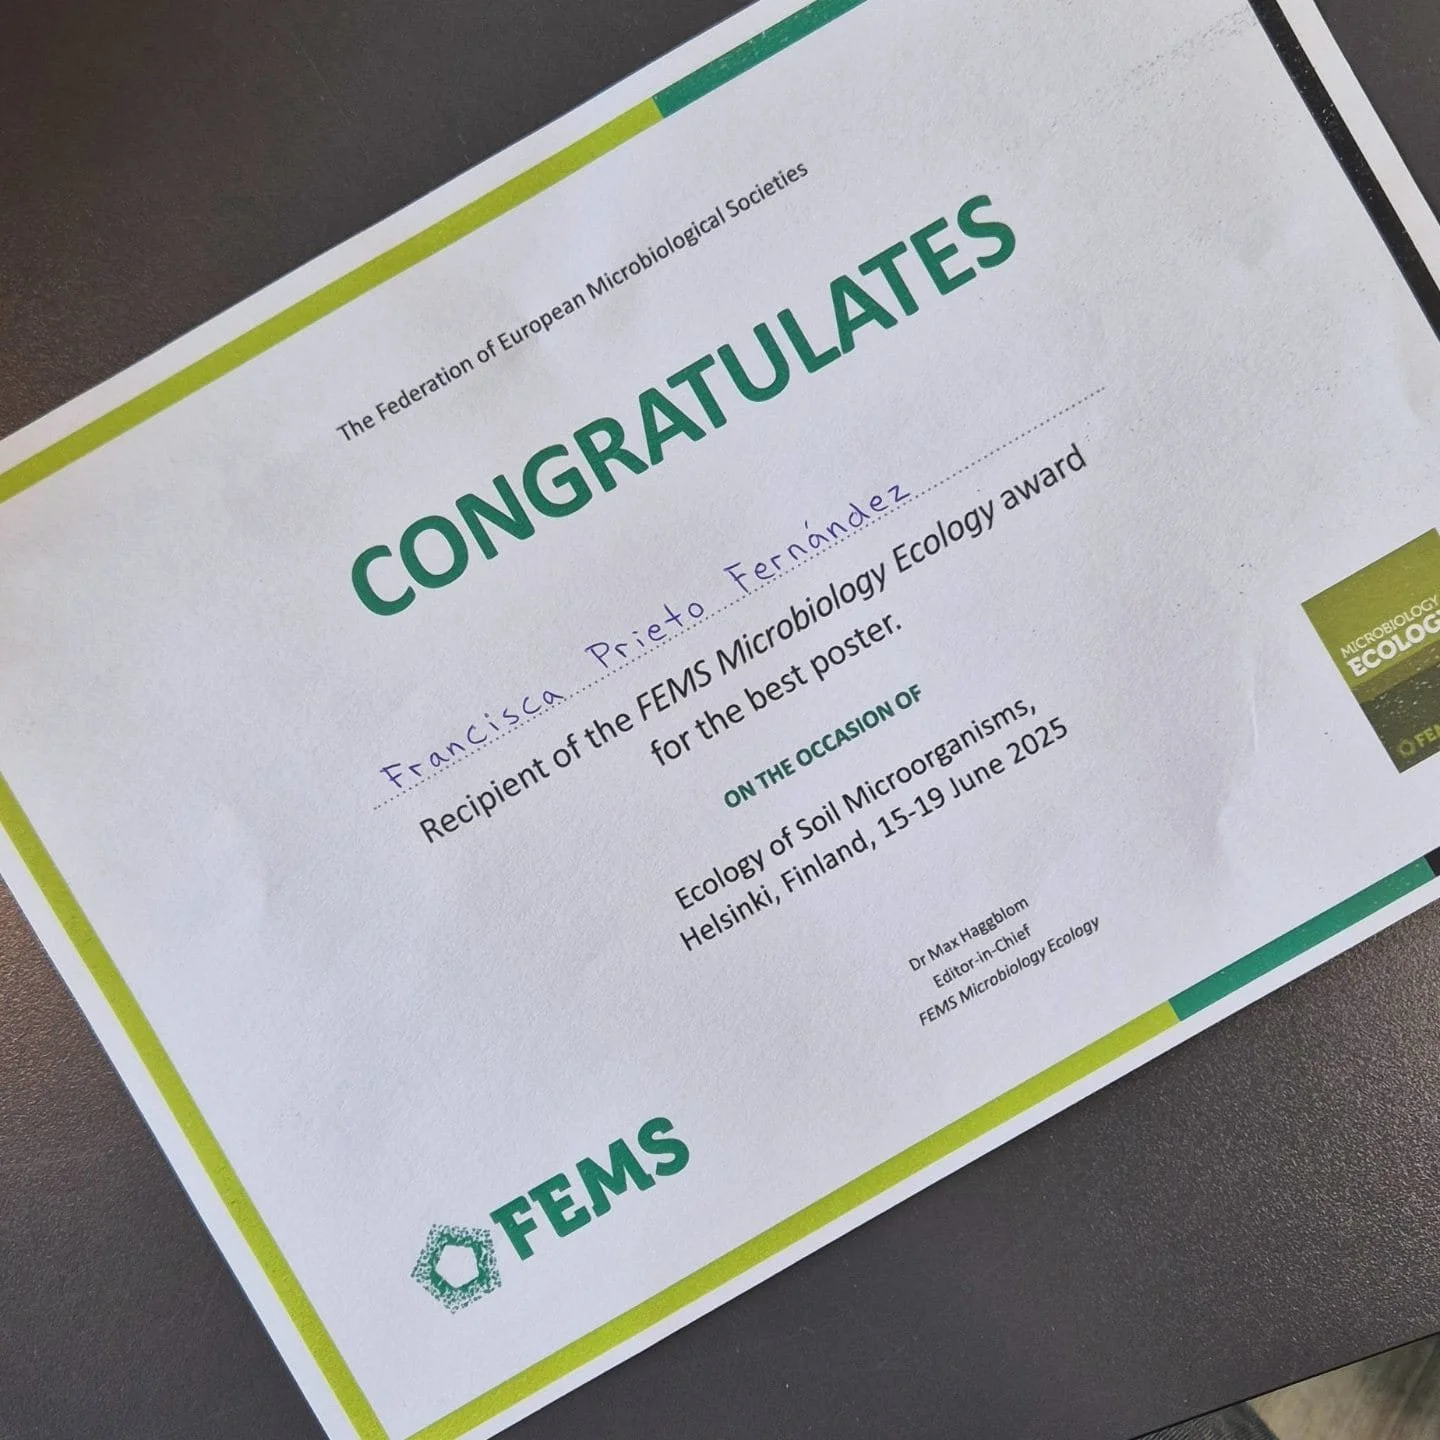 The Federation of European Microbiological Societies
CONGRATULATES
Francisca Prieto Fernández
Recipient of the FEMS Microbiology Ecology award
for the best poster.
ON THE OCCASION OF
Ecology of Soil Microorganisms,
Helsinki, Finland, 15-19 June 2025
Dr Max Haggblom
Editor-in-Chief
FEMS Microbiology Ecology
MICROBIOLOGY
ECOLOGY
FEMS